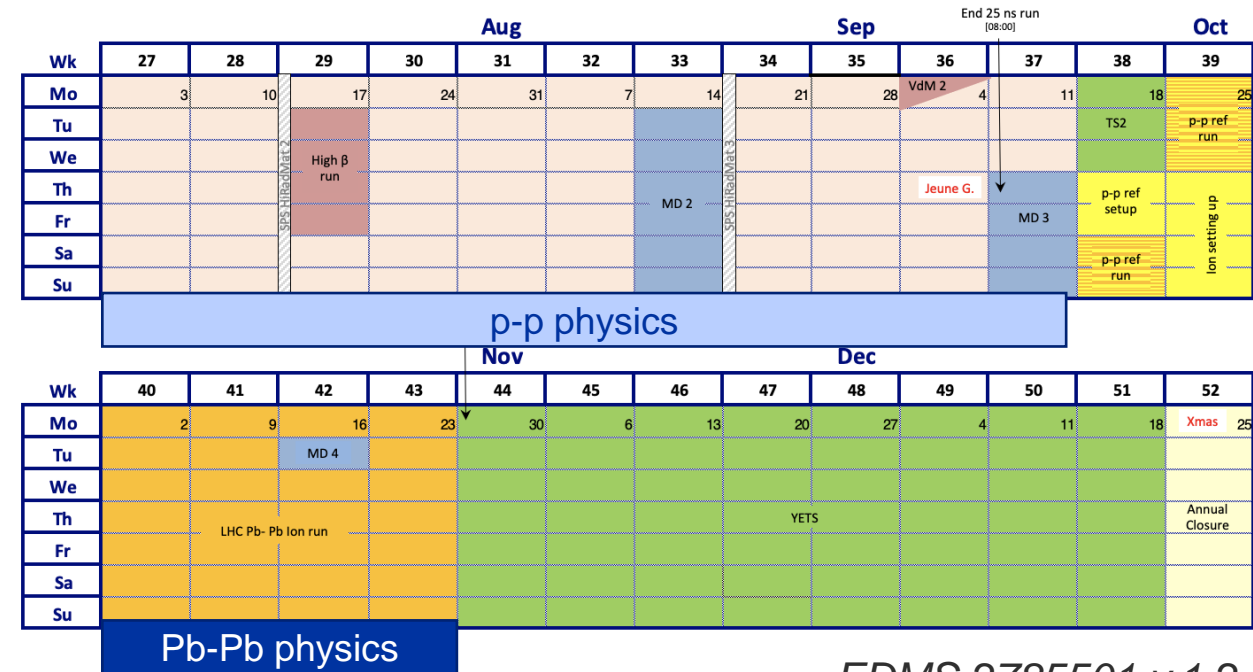 End 25 ns run
[08:00]
Aug Sep Oct
Wk 27 28 29 30 31 32 33 34 35 36 37 38 39
Mo 3 10 17 24 31 7 14 21 28 VdM 2 4 11 18 25
Tu TS2 p-p ref
run
We High β
run
Th Jeune G. p-p ref
setup
Fr MD 2 MD 3
Sa p-p ref
run
Su
SPS HiRadMat 2
SPS HiRadMat 3
Ion setting up
p-p physics
Nov Dec
Wk 40 41 42 43 44 45 46 47 48 49 50 51 52
Mo 2 9 16 23 30 6 13 20 27 4 11 18 Xmas 25
Tu MD 4
We
Th LHC Pb- Pb Ion run YETS Annual
Closure
Fr
Sa
Su
Pb-Pb physics